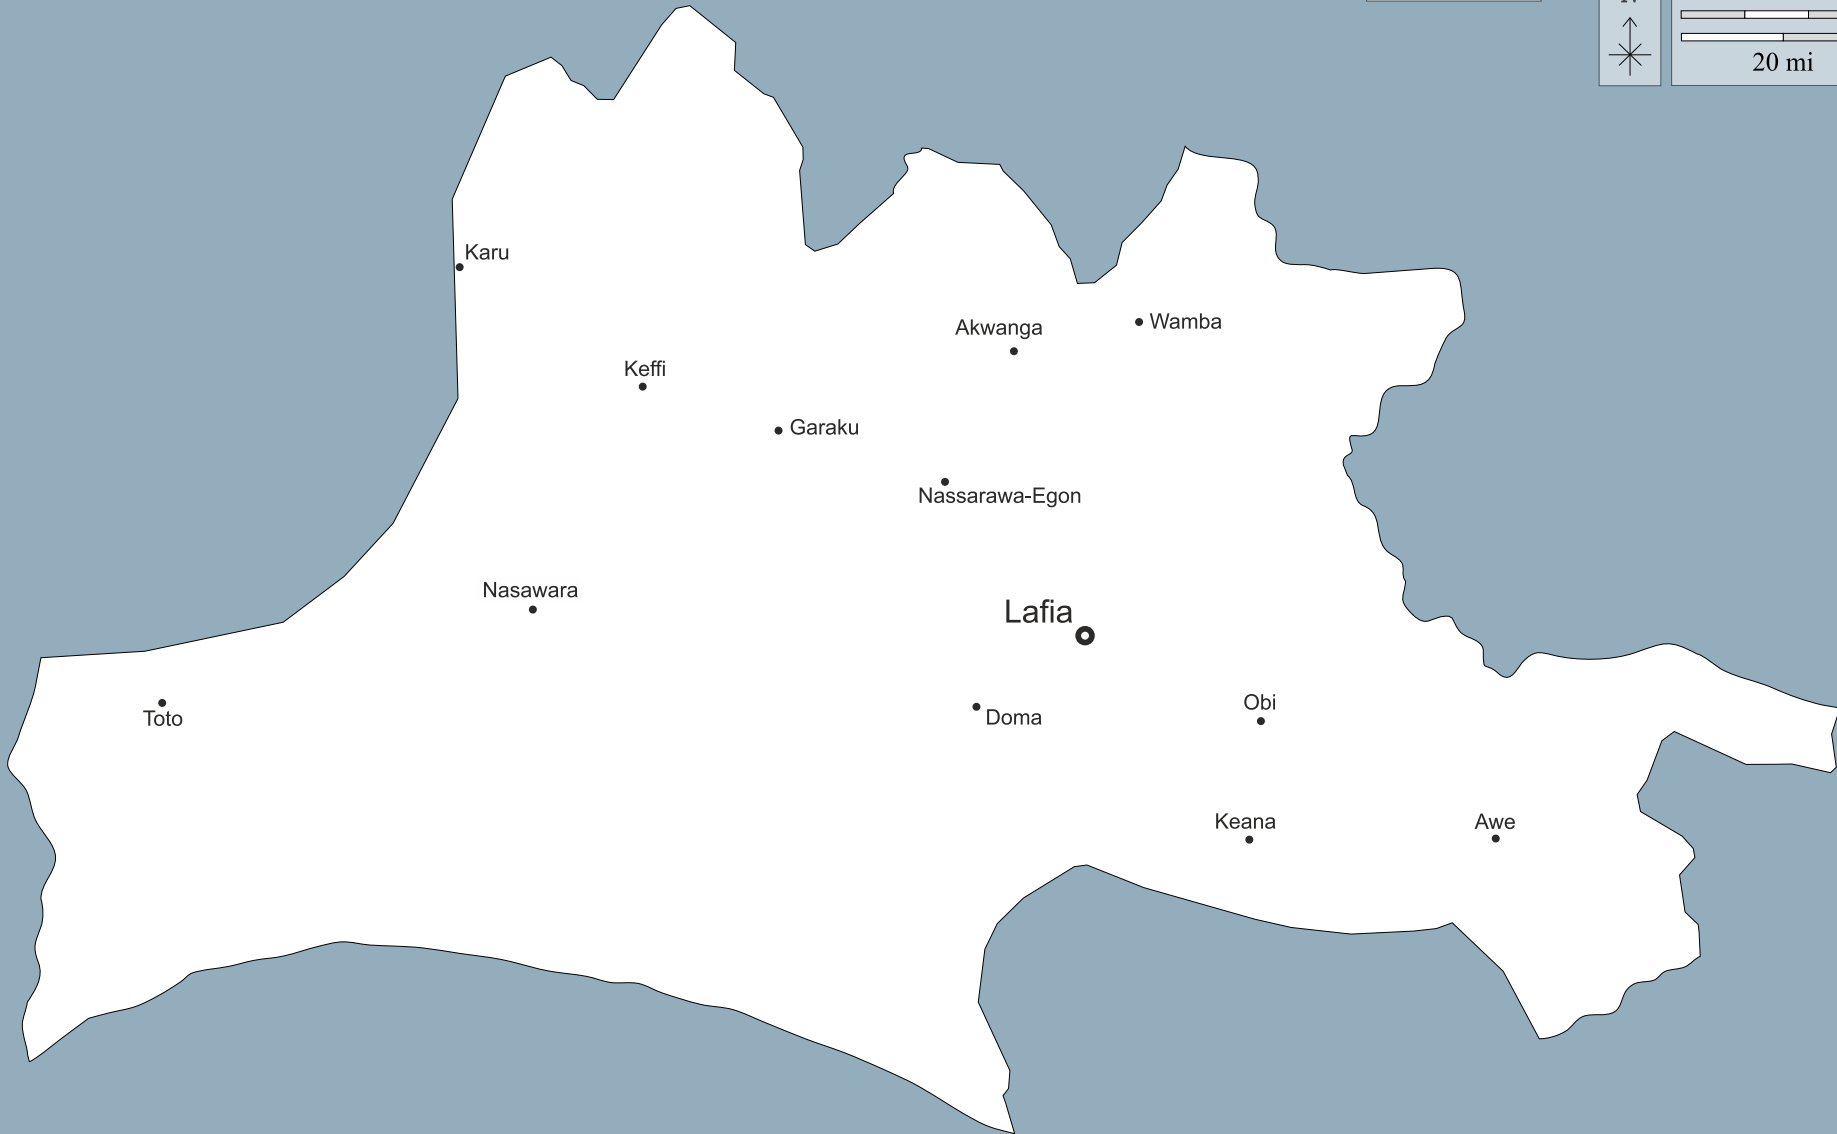 20 mi
Karu
Wamba
Akwanga
Keffi
Garaku
Nassarawa-Egon
Nasawara
Lafia
Obi
Toto
Doma
Keana
Awe